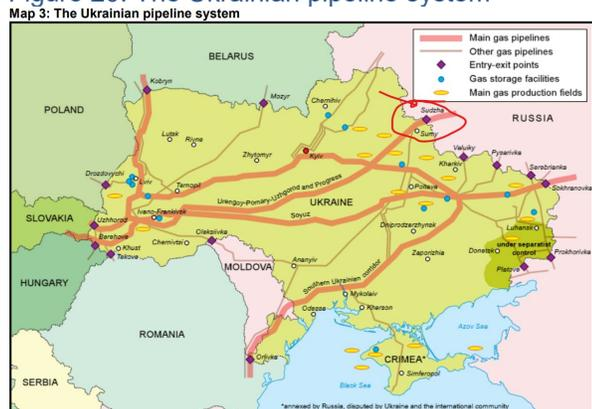 Figure 20: The Ukrainian pipeline system
Map 3: The Ukrainian pipeline system
Main gas pipelines
Other gas pipelines
Entry-exit points
Gas storage facilities
Main gas production fields
BELARUS
POLAND
RUSSIA
Kobryn
Mozyr
Chernihiv
Sudzha
Sumy
Lutsk
Rivne
Zhytomyr
Kyiv
Valuiky
Pysarivka
Kharkiv
Serebrianka
Sokhranovka
Drozdovychi
Lviv
Ternopil
Urengoy-Pomary-Uzhgorod and Progress
Poltava
SLOVAKIA
Uzhhorod
Ivano-Frankivsk
Soyuz
UKRAINE
Luhansk
Beregove
Khust
Chernivtsi
Oleksiivka
Dniprodzerzhynsk
under separatist
control
Donetsk
Prokhorivka
Tekove
HUNGARY
MOLDOVA
Ananyiv
Zaporizhia
Platove
Southern Ukrainian corridor
Mykolaiv
Odessa
Kherson
Azov Sea
ROMANIA
Orlivka
CRIMEA*
Simferopol
Black Sea
SERBIA
*annexed by Russia, disputed by Ukraine and the international community